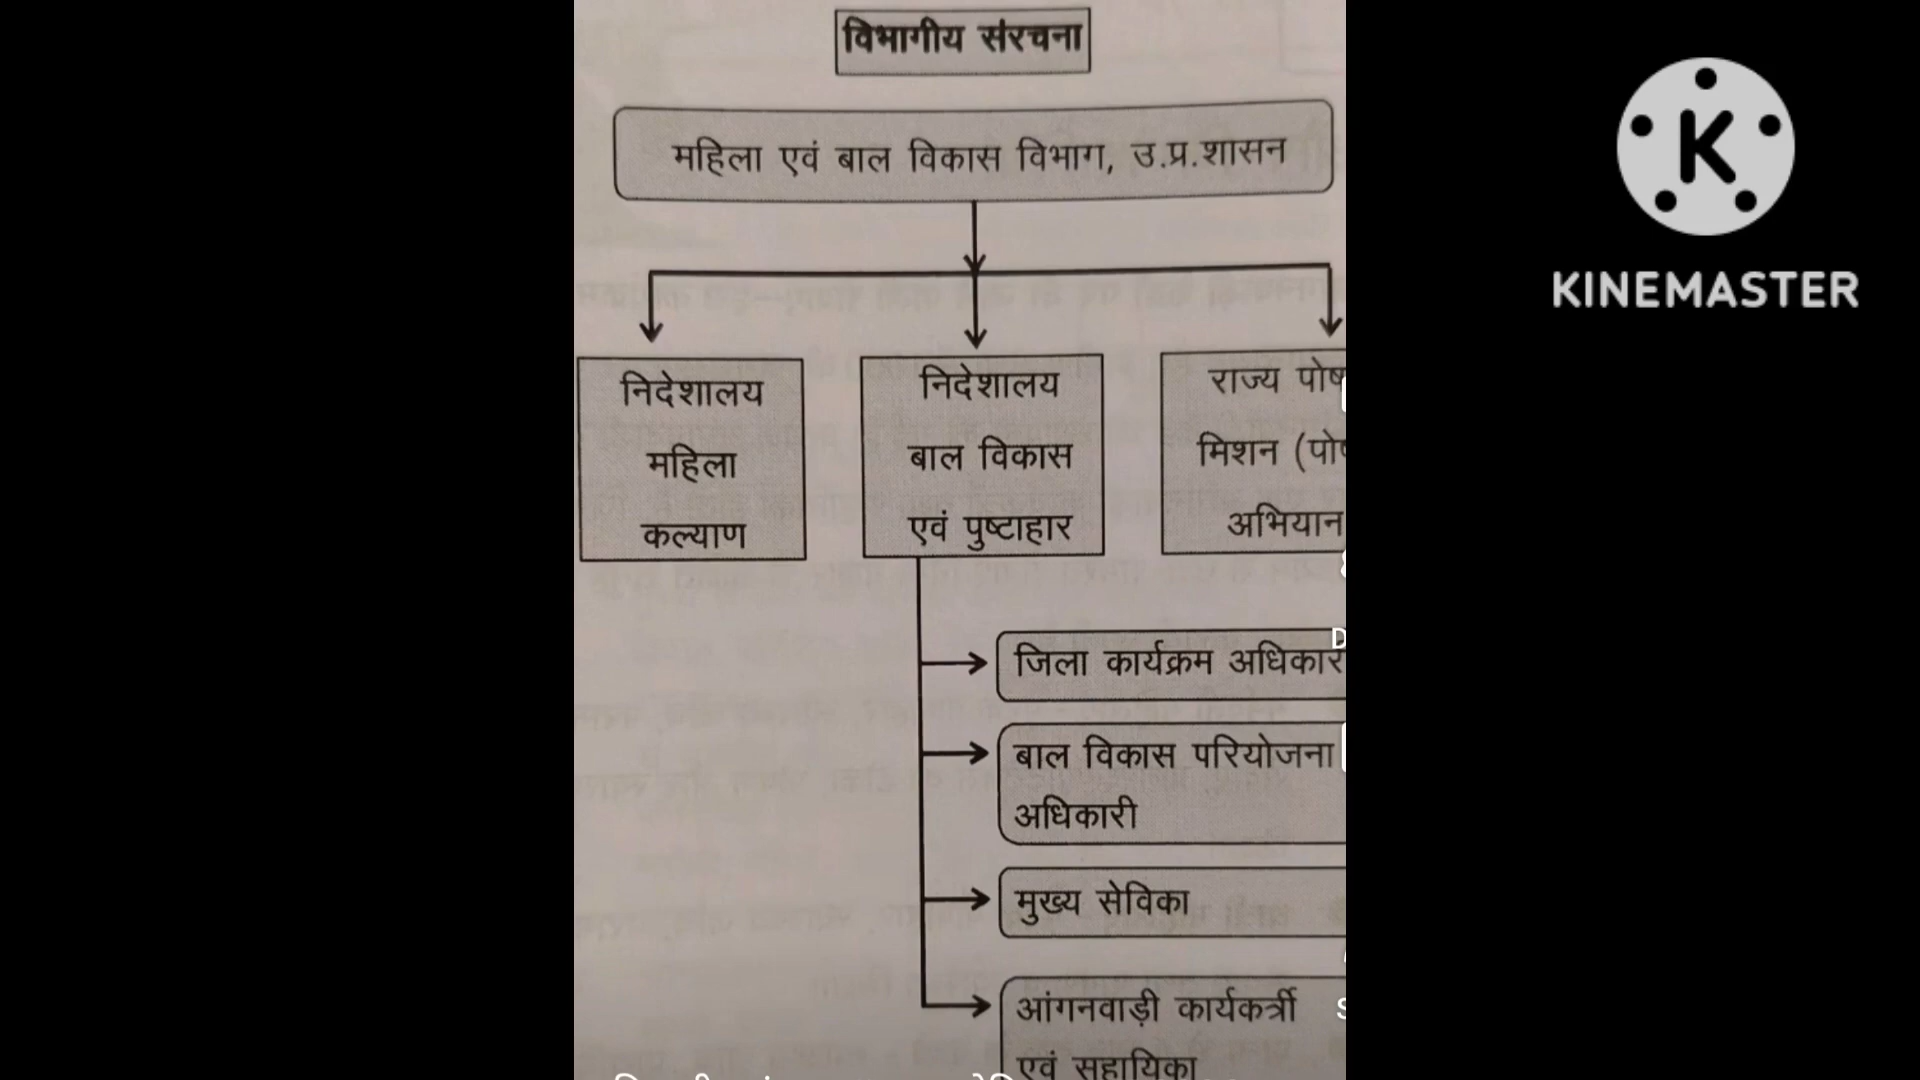 विभागीय संरचना
महिला एवं बाल विकास विभाग, उ.प्र.शासन
निदेशालय
महिला
कल्याण
निदेशालय
बाल विकास
एवं पुष्टाहार
राज्य
मिशन
अभियान
जिला कार्यक्रम
बाल विकास परियोजना
अधिकारी
मुख्य सेविका
आंगनवाड़ी कार्यकर्त्री
एवं सहायिका
K
KINEMASTER